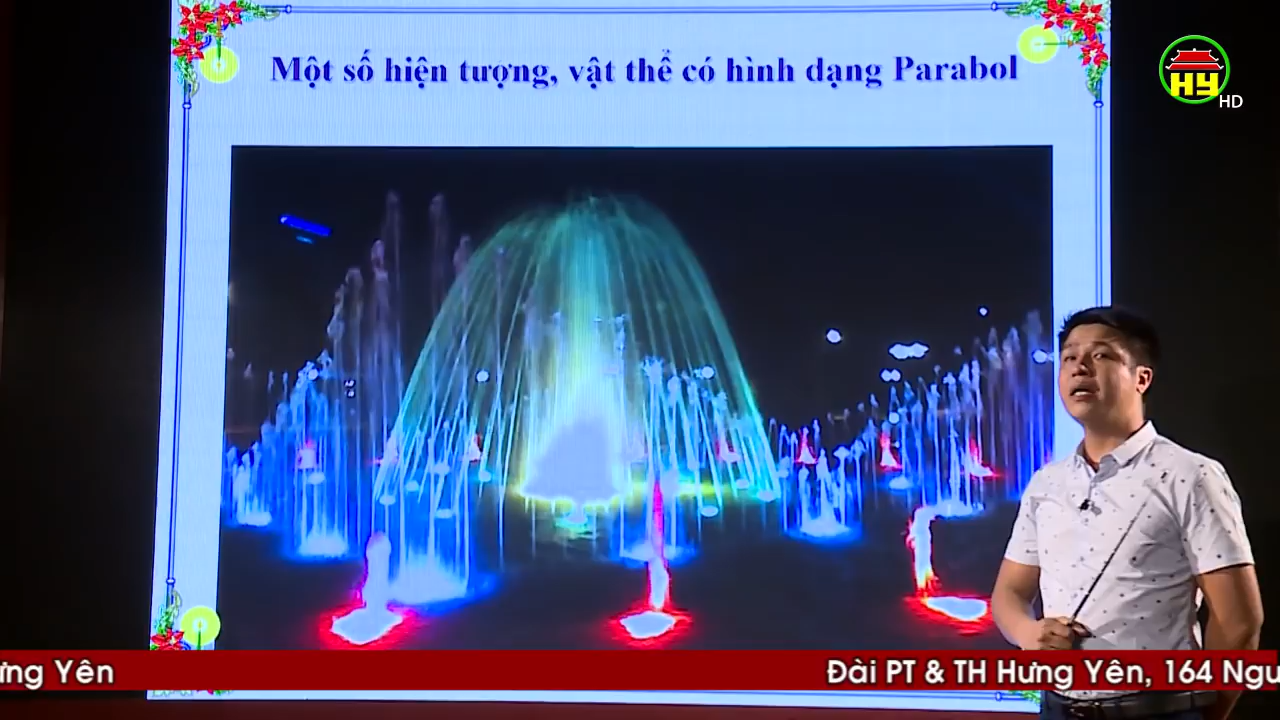 Một số hiện tượng, vật thể có hình dạng Parabol
HY
HD
ưng Yên
Đài PT & TH Hưng Yên, 164 Ngu